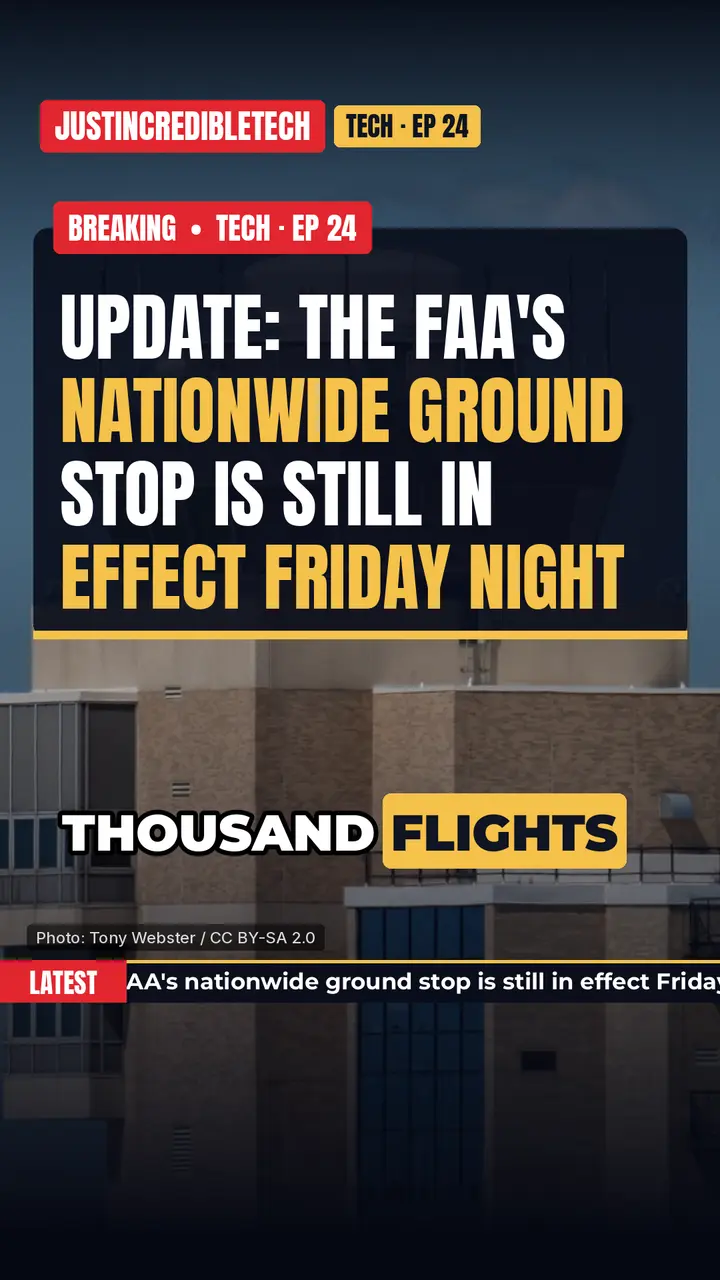 JUSTINCREDIBLETECH
TECH · EP 24
BREAKING • TECH · EP 24
UPDATE: THE FAA'S
NATIONWIDE GROUND
STOP IS STILL IN
EFFECT FRIDAY NIGHT
THOUSAND FLIGHTS
Photo: Tony Webster / CC BY-SA 2.0
LATEST
AA's nationwide ground stop is still in effect Friday